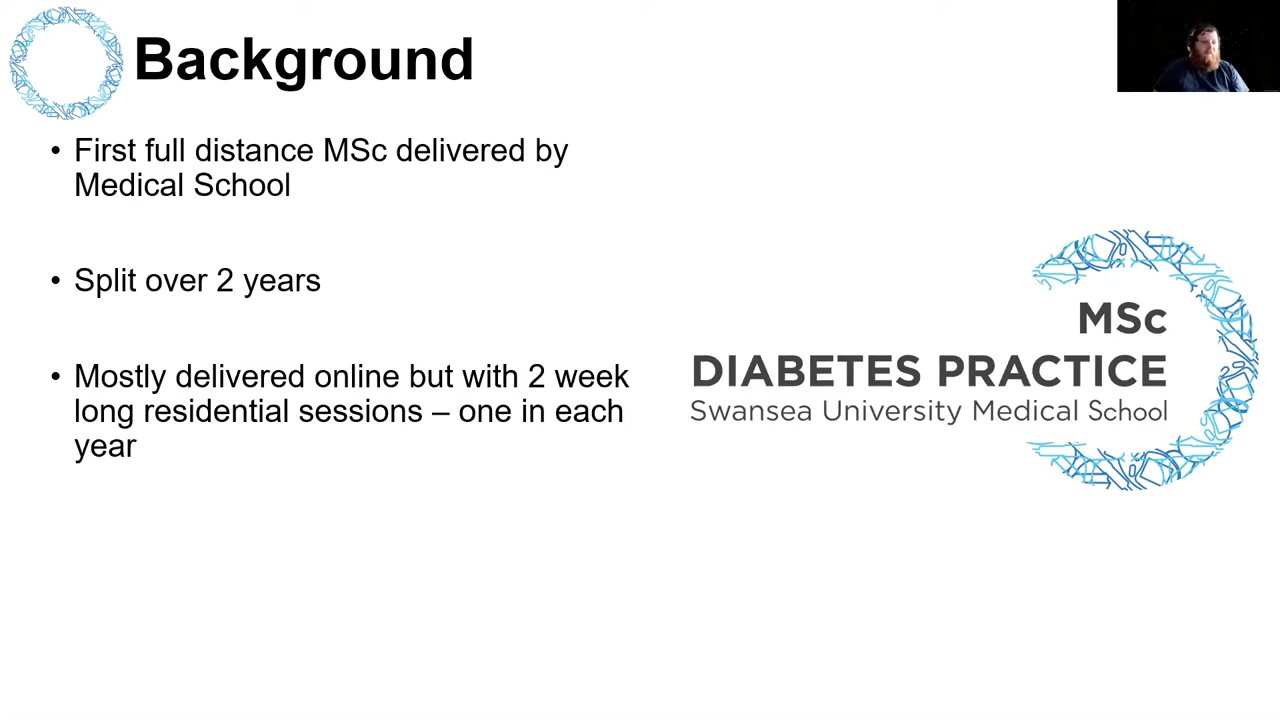 Background
• First full distance MSc delivered by
Medical School
• Split over 2 years
• Mostly delivered online but with 2 week
long residential sessions – one in each
year
MSc
DIABETES PRACTICE
Swansea University Medical School